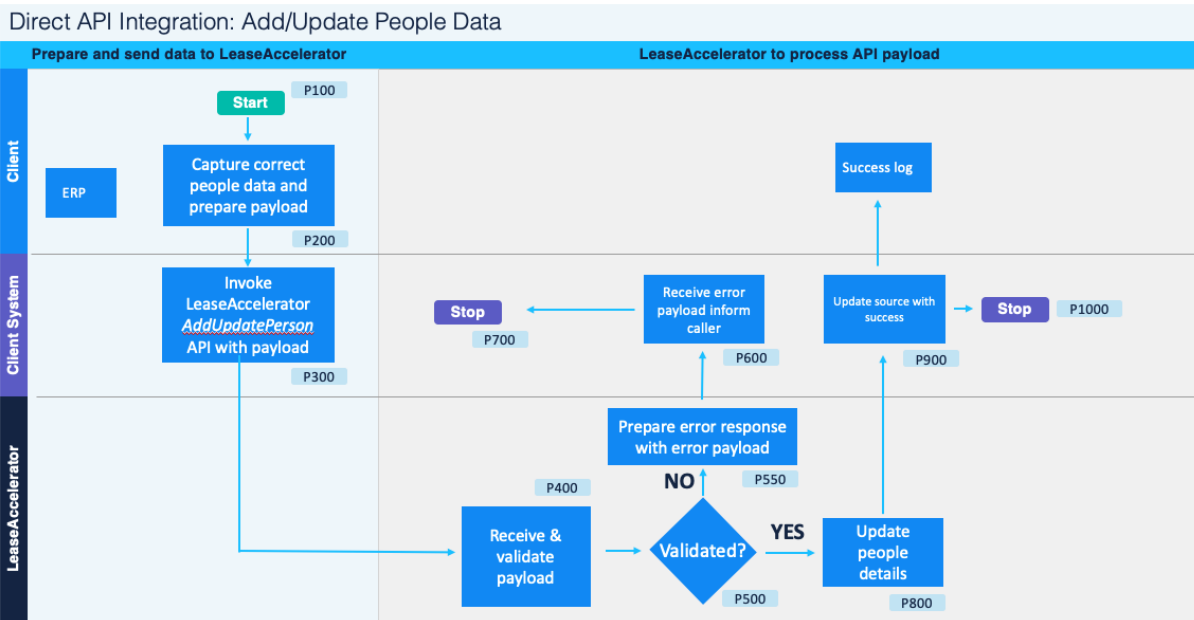 Direct API Integration: Add/Update People Data
Prepare and send data to LeaseAccelerator
LeaseAccelerator to process API payload
Client
P100
Start
ERP
Capture correct
people data and
prepare payload
P200
Success log
Client System
Invoke
LeaseAccelerator
AddUpdatePerson
API with payload
P300
Stop
P700
Receive error
payload inform
caller
P600
Update source with
success
P900
Stop
P1000
LeaseAccelerator
Prepare error response
with error payload
P550
NO
P400
Receive &
validate
payload
Validated?
P500
YES
Update
people
details
P800